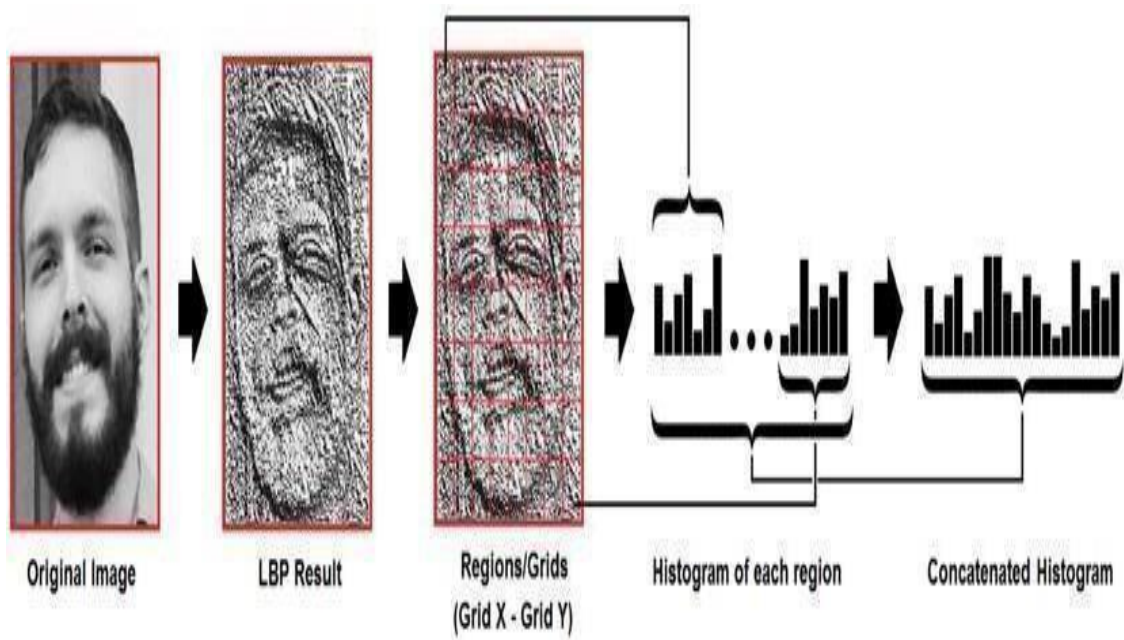 Original Image
LBP Result
Regions/Grids
(Grid X - Grid Y)
Histogram of each region
Concatenated Histogram